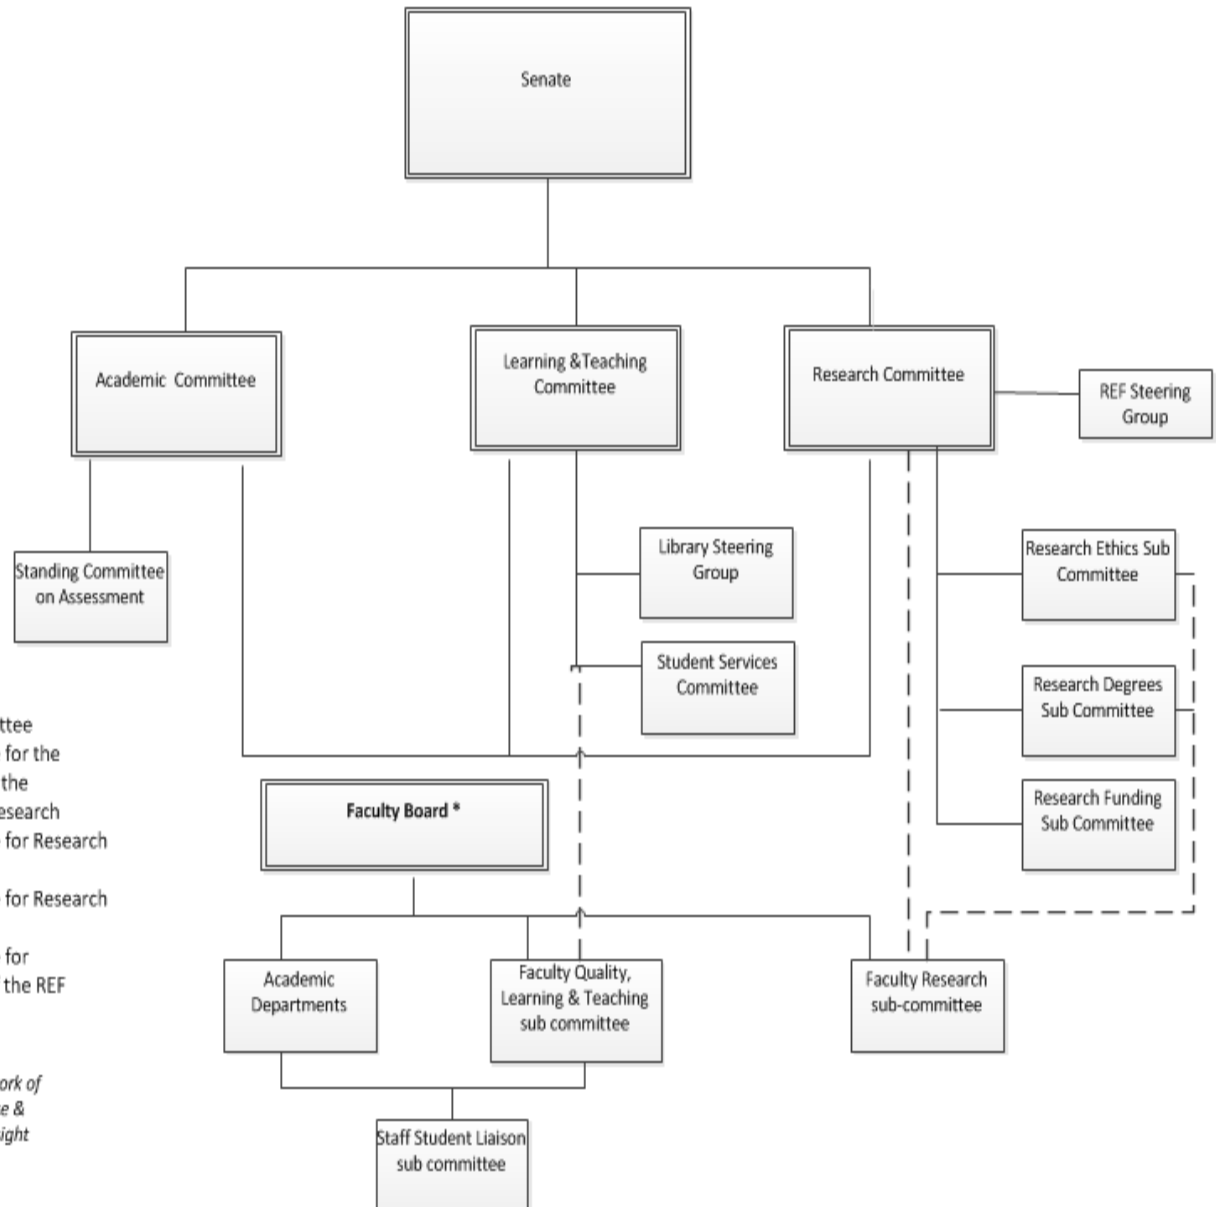 Senate
Academic Committee
Learning &Teaching
Committee
Research Committee
REF Steering
Group
Standing Committee
on Assessment
Library Steering
Group
Student Services
Committee
Research Ethics Sub
Committee
Research Degrees
Sub Committee
Research Funding
Sub Committee
ttee
for the
the
esearch
for Research
for Research
for
the REF
ork of
e &
ight
Faculty Board *
Academic
Departments
Faculty Quality,
Learning & Teaching
sub committee
Faculty Research
sub-committee
Staff Student Liaison
sub committee